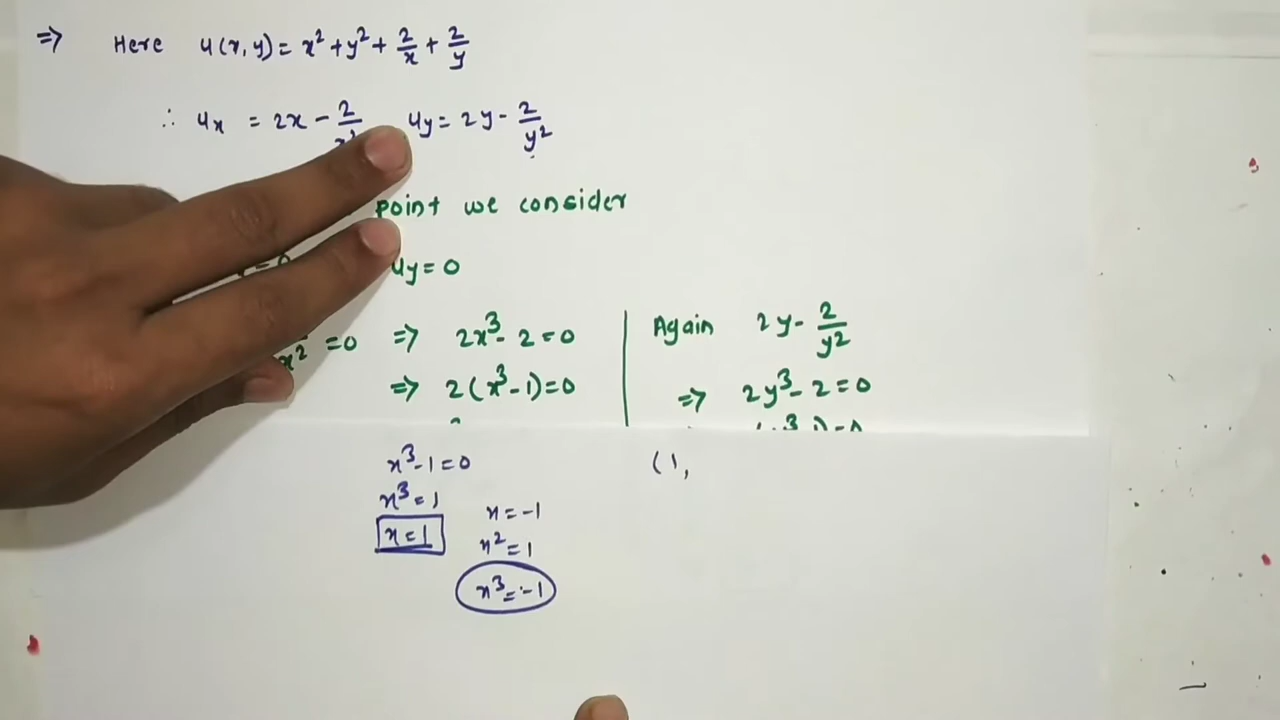 ⇒ Here u(x,y) = x² + y² + 2/x + 2/y
∴ ux = 2x - 2/x² uy = 2y - 2/y²
point we consider
= 0 uy = 0
x² = 0 ⇒ 2x³ - 2 = 0
⇒ 2(x³ - 1) = 0
Again 2y - 2/y²
⇒ 2y³ - 2 = 0
x³ - 1 = 0
x³ = 1
x = 1
x = -1
x² = 1
x³ = -1
(1,